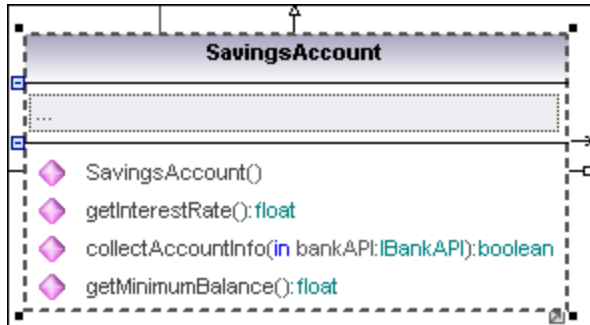 SavingsAccount
...
SavingsAccount()
getInterestRate():float
collectAccountInfo(in bankAPI:IBankAPI):boolean
getMinimumBalance():float